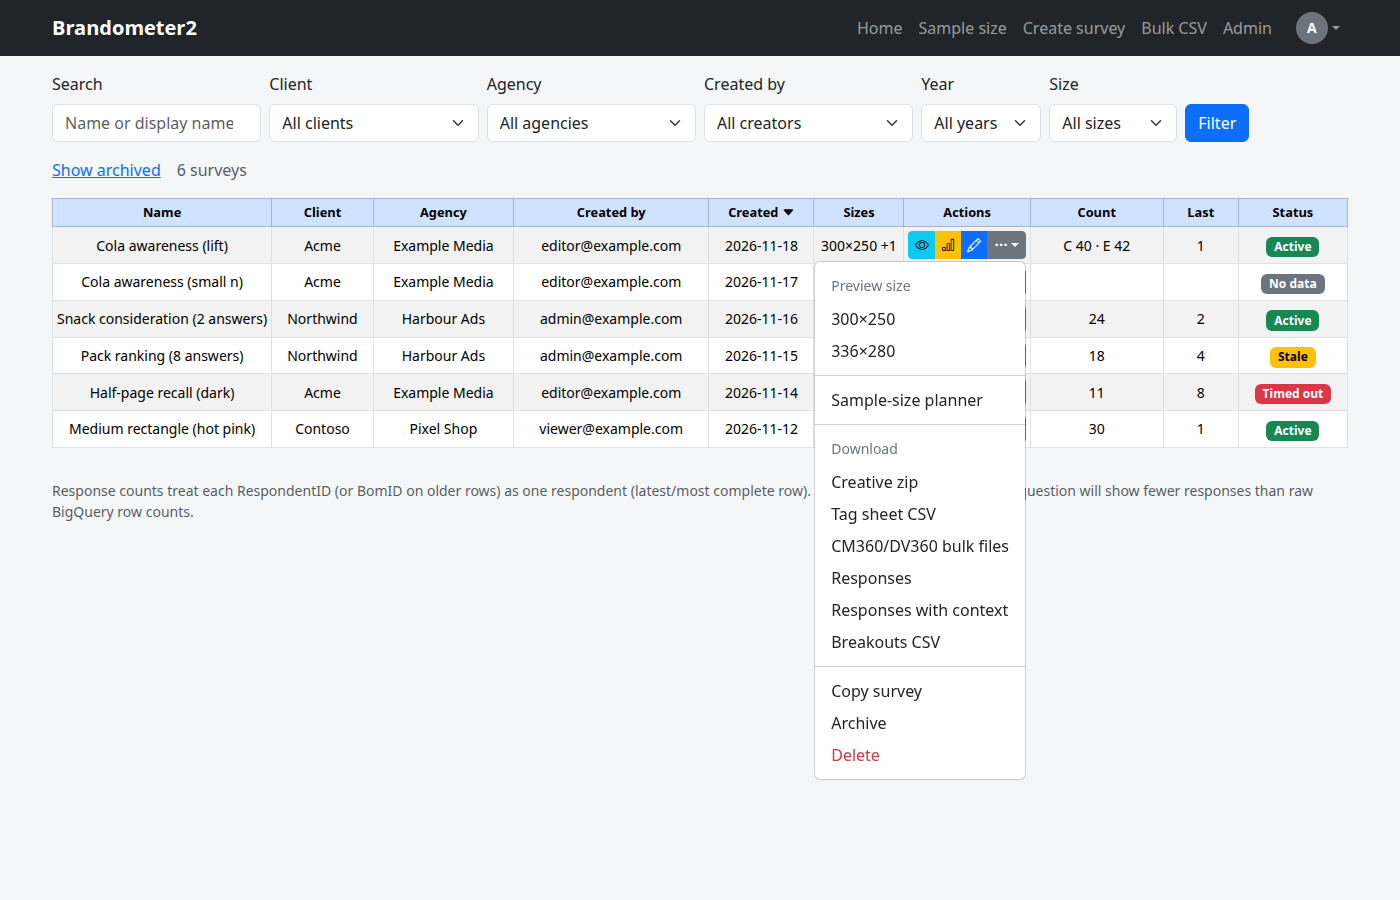 Brandometer2
Home Sample size Create survey Bulk CSV Admin A
Search Client Agency Created by Year Size
Name or display name All clients All agencies All creators All years All sizes Filter
Show archived 6 surveys
Name Client Agency Created by Created Sizes Actions Count Last Status
Cola awareness (lift) Acme Example Media editor@example.com 2026-11-18 300×250 +1 C 40 · E 42 1 Active
Cola awareness (small n) Acme Example Media editor@example.com 2026-11-17 No data
Snack consideration (2 answers) Northwind Harbour Ads admin@example.com 2026-11-16 24 2 Active
Pack ranking (8 answers) Northwind Harbour Ads admin@example.com 2026-11-15 18 4 Stale
Half-page recall (dark) Acme Example Media editor@example.com 2026-11-14 11 8 Timed out
Medium rectangle (hot pink) Contoso Pixel Shop viewer@example.com 2026-11-12 30 1 Active
Preview size
300×250
336×280
Sample-size planner
Download
Creative zip
Tag sheet CSV
CM360/DV360 bulk files
Responses
Responses with context
Breakouts CSV
Copy survey
Archive
Delete
Response counts treat each RespondentID (or BomID on older rows) as one respondent (latest/most complete row). will show fewer responses than raw
BigQuery row counts.